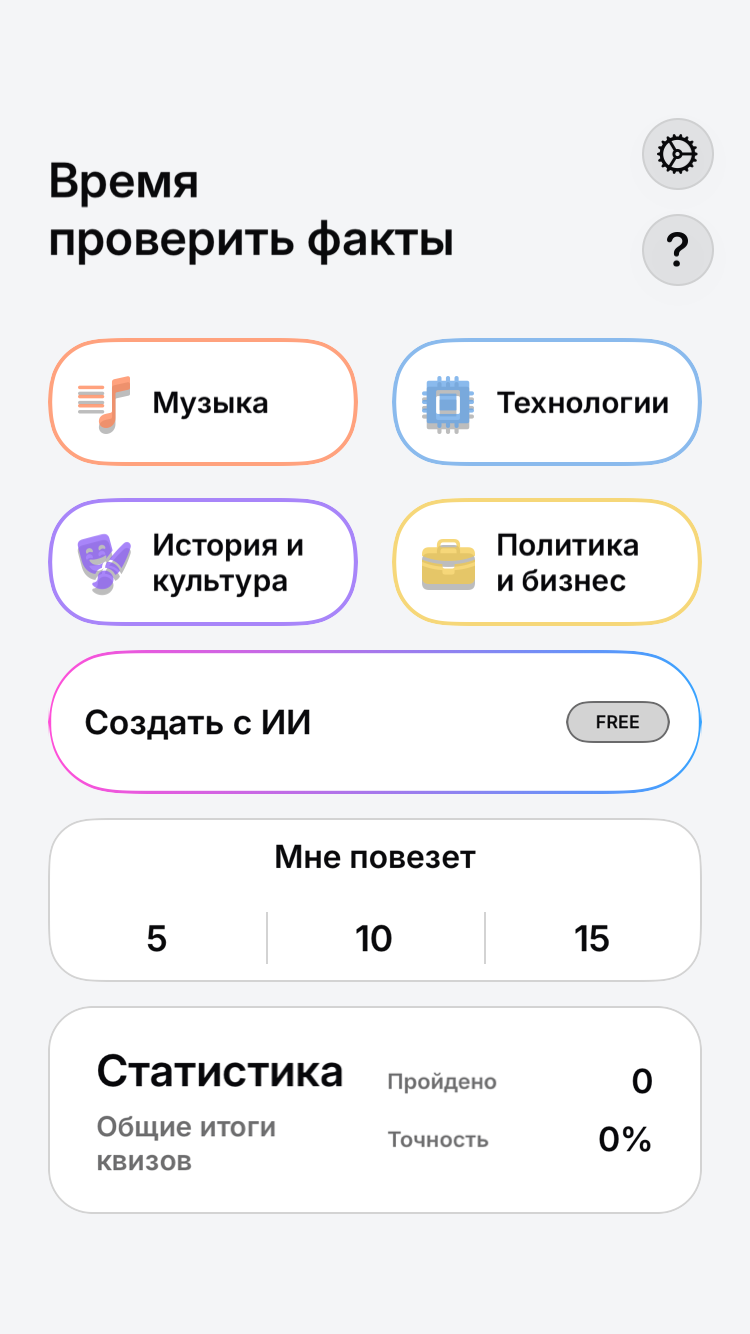 Время
проверить факты
?
Музыка
Технологии
История и
культура
Политика
и бизнес
Создать с ИИ
FREE
Мне повезет
5
10
15
Статистика
Общие итоги
квизов
Пройдено
0
Точность
0%